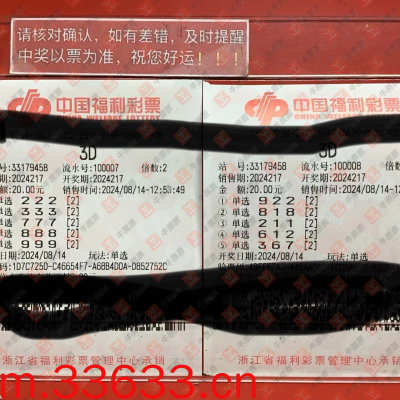 请核对确认，如有差错，及时提醒
中奖以票为准，祝您好运！！！
中国福利彩票
CHINA WELFARE LOTTERY
3D
号:33179458 流水号:100007 倍数:2
期:2024217 开奖期:2024217
额:20.00元 销售时间:2024/08/14-12:53:49
单选 222 [2]
单选 333 [2]
单选 777 [2]
单选 888 [2]
单选 999 [2]
开奖日期:2024/08/14 玩法:单选
浙江省福利彩票管理中心承销
中国福利彩票
CHINA WELFARE LOTTERY
3D
站 号:33179458 流水号:100008 倍数:
销售期:2024217 开奖期:2024217
金 额:20.00元 销售时间:2024/08/14-12:5
① 单选 922 [2]
② 单选 818 [2]
③ 单选 211 [2]
④ 单选 612 [2]
⑤ 单选 367 [2]
开奖日期:2024/08/14 玩法:单选
浙江省福利彩票管理中心承销
m.33633.cn